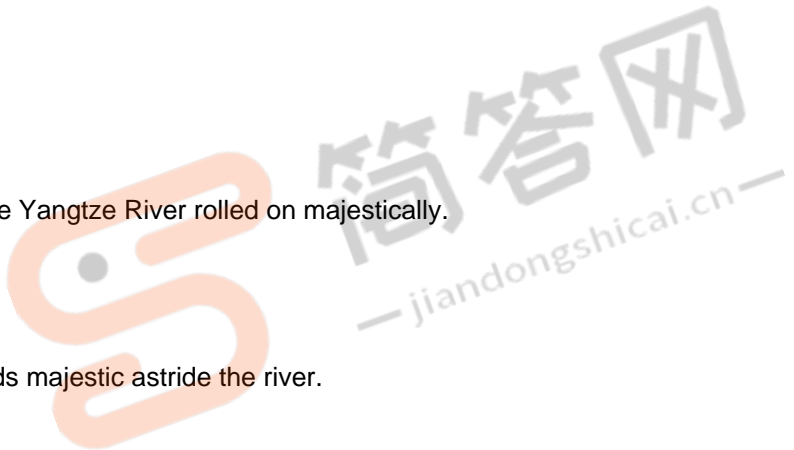 简答网
e Yangtze River rolled on majestically.
jiandongshicai.cn
ds majestic astride the river.